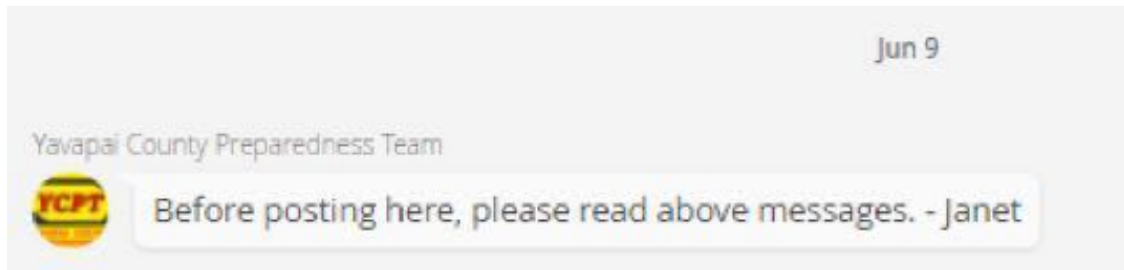 Jun 9
Yavapai County Preparedness Team
YCPT
Before posting here, please read above messages. - Janet